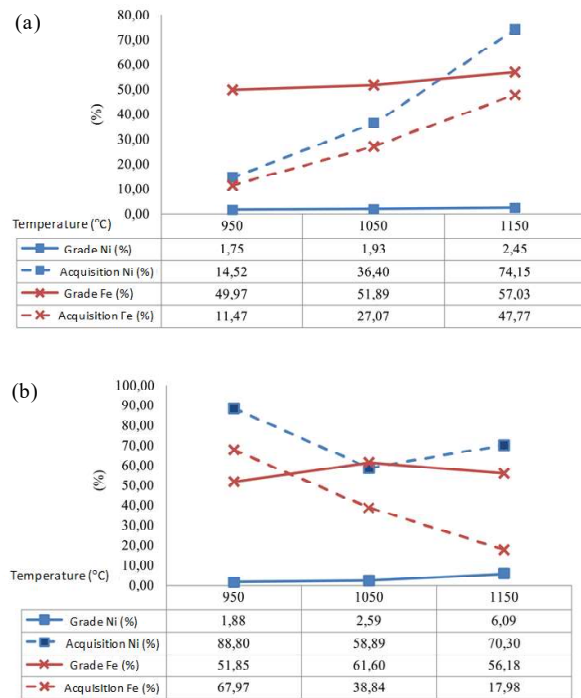 (a)
80,00
70,00
60,00
50,00
40,00
30,00
20,00
10,00
0,00
(%)
Temperature (°C) 950 1050 1150
Grade Ni (%) 1,75 1,93 2,45
Acquisition Ni (%) 14,52 36,40 74,15
Grade Fe (%) 49,97 51,89 57,03
Acquisition Fe (%) 11,47 27,07 47,77
(b)
100,00
90,00
80,00
70,00
60,00
50,00
40,00
30,00
20,00
10,00
0,00
(%)
Temperature (°C) 950 1050 1150
Grade Ni (%) 1,88 2,59 6,09
Acquisition Ni (%) 88,80 58,89 70,30
Grade Fe (%) 51,85 61,60 56,18
Acquisition Fe (%) 67,97 38,84 17,98